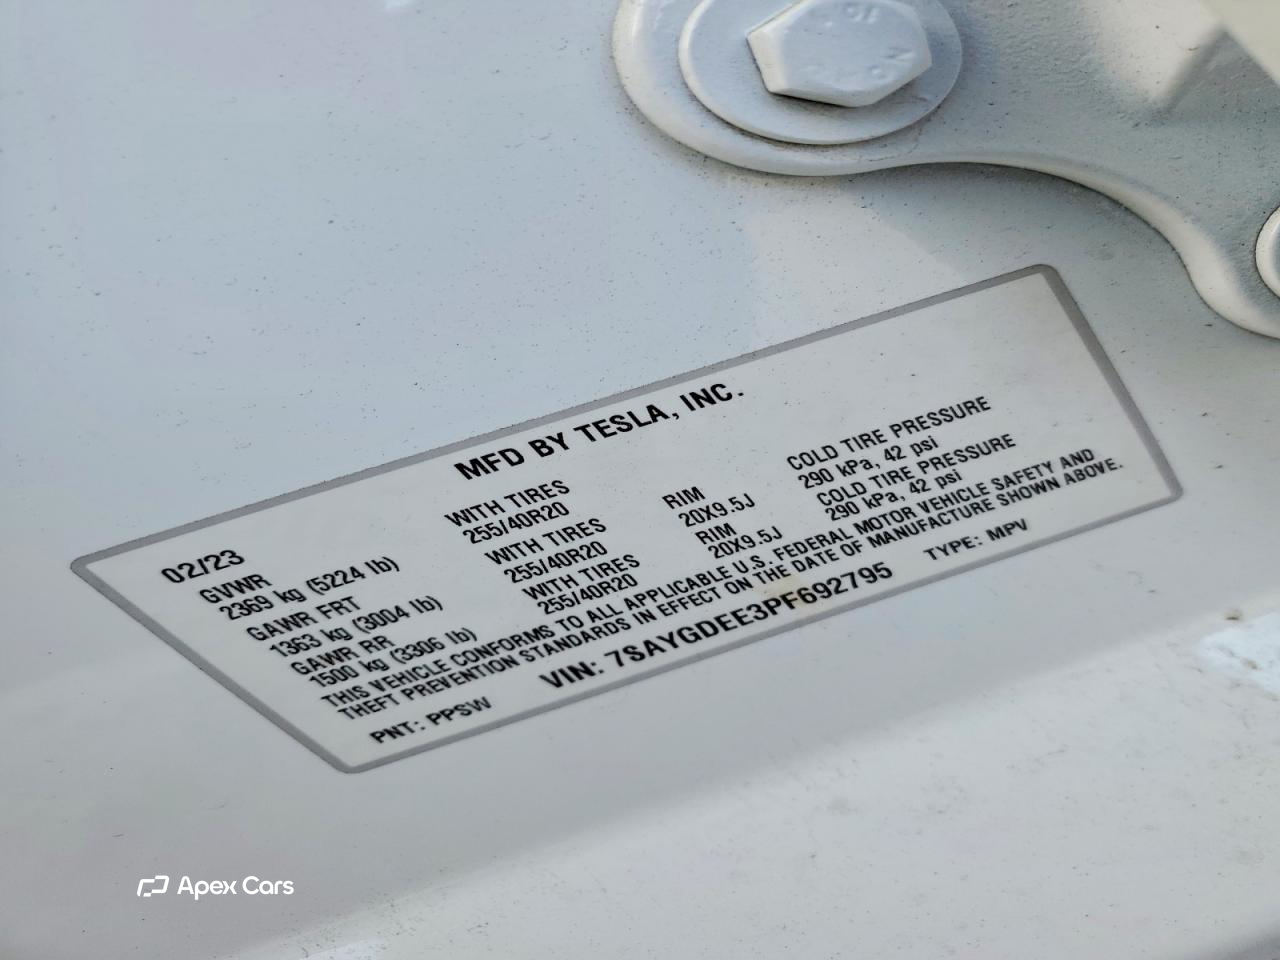 MFD BY TESLA, INC.
02/23
GVWR
2369 kg (5224 lb)
WITH TIRES
255/40R20
RIM
20X9.5J
COLD TIRE PRESSURE
290 kPa, 42 psi
GAWR FRT
1363 kg (3004 lb)
WITH TIRES
255/40R20
RIM
20X9.5J
COLD TIRE PRESSURE
290 kPa, 42 psi
GAWR RR
1500 kg (3306 lb)
WITH TIRES
255/40R20
THIS VEHICLE CONFORMS TO ALL APPLICABLE U.S. FEDERAL MOTOR VEHICLE SAFETY AND
THEFT PREVENTION STANDARDS IN EFFECT ON THE DATE OF MANUFACTURE SHOWN ABOVE.
PNT: PPSW
VIN: 7SAYGDEE3PF692795
TYPE: MPV
Apex Cars